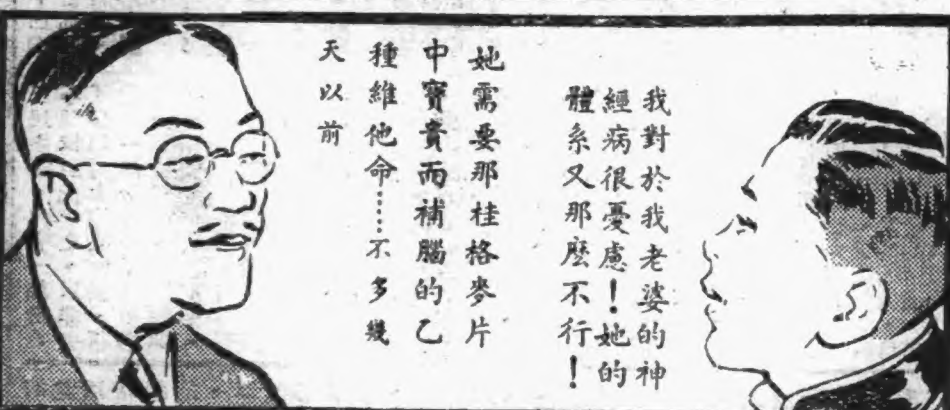 我對於我老婆的神
經病很憂慮！她的
體系又那麽不行！
她需要那桂格麥片
中寶貴而補腦的乙
種維他命……不多幾
天以前